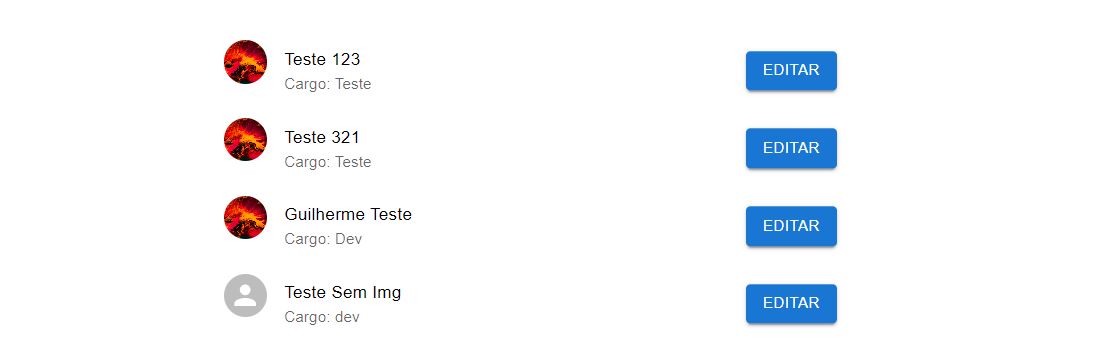 Teste 123
EDITAR
Cargo: Teste
Teste 321
EDITAR
Cargo: Teste
Guilherme Teste
EDITAR
Cargo: Dev
Teste Sem Img
EDITAR
Cargo: dev